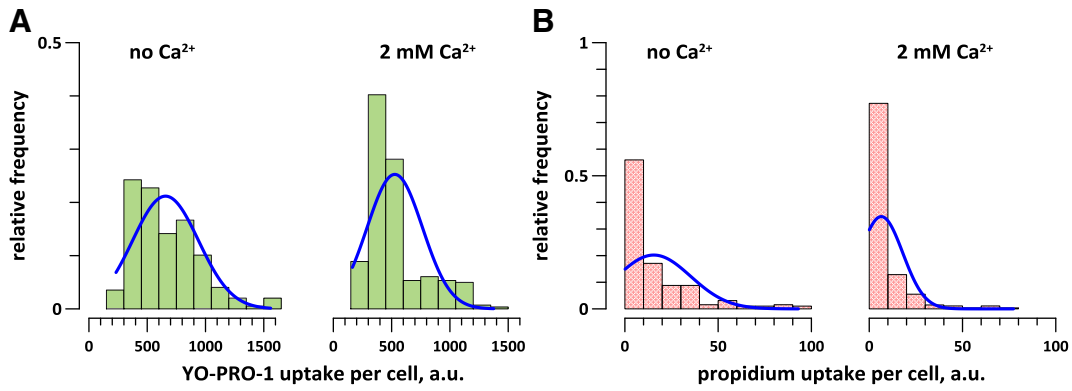 A
B
no Ca²⁺
2 mM Ca²⁺
no Ca²⁺
2 mM Ca²⁺
relative frequency
0.5
0
relative frequency
1
0.5
0
0 500 1000 1500
0 500 1000 1500
0 50 100
0 50 100
YO-PRO-1 uptake per cell, a.u.
propidium uptake per cell, a.u.